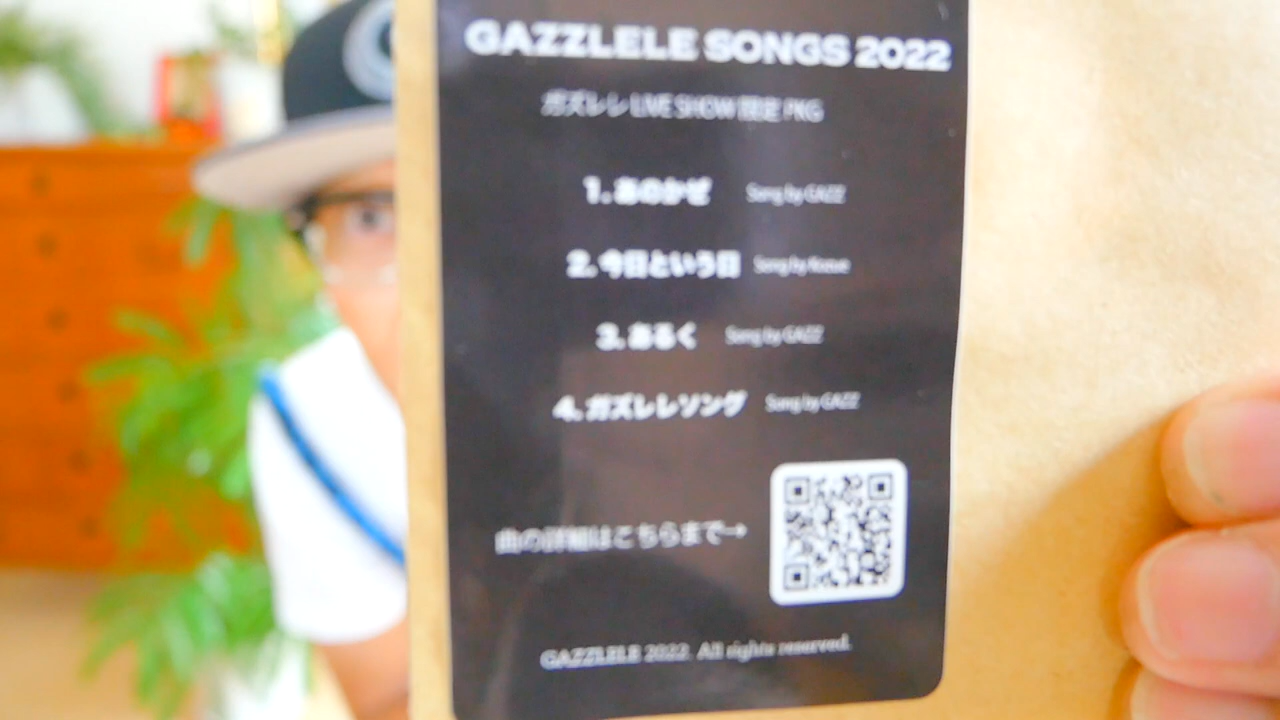 GAZZLELE SONGS 2022
ガズレレ LIVE SHOW 限定 PKG
1. あのかぜ Song by GAZZ
2. 今日という日 Song by
3. あるく Song by GAZZ
4. ガズレレソング Song by GAZZ
曲の詳細はこちらまで→
GAZZLELE 2022. All rights reserved.